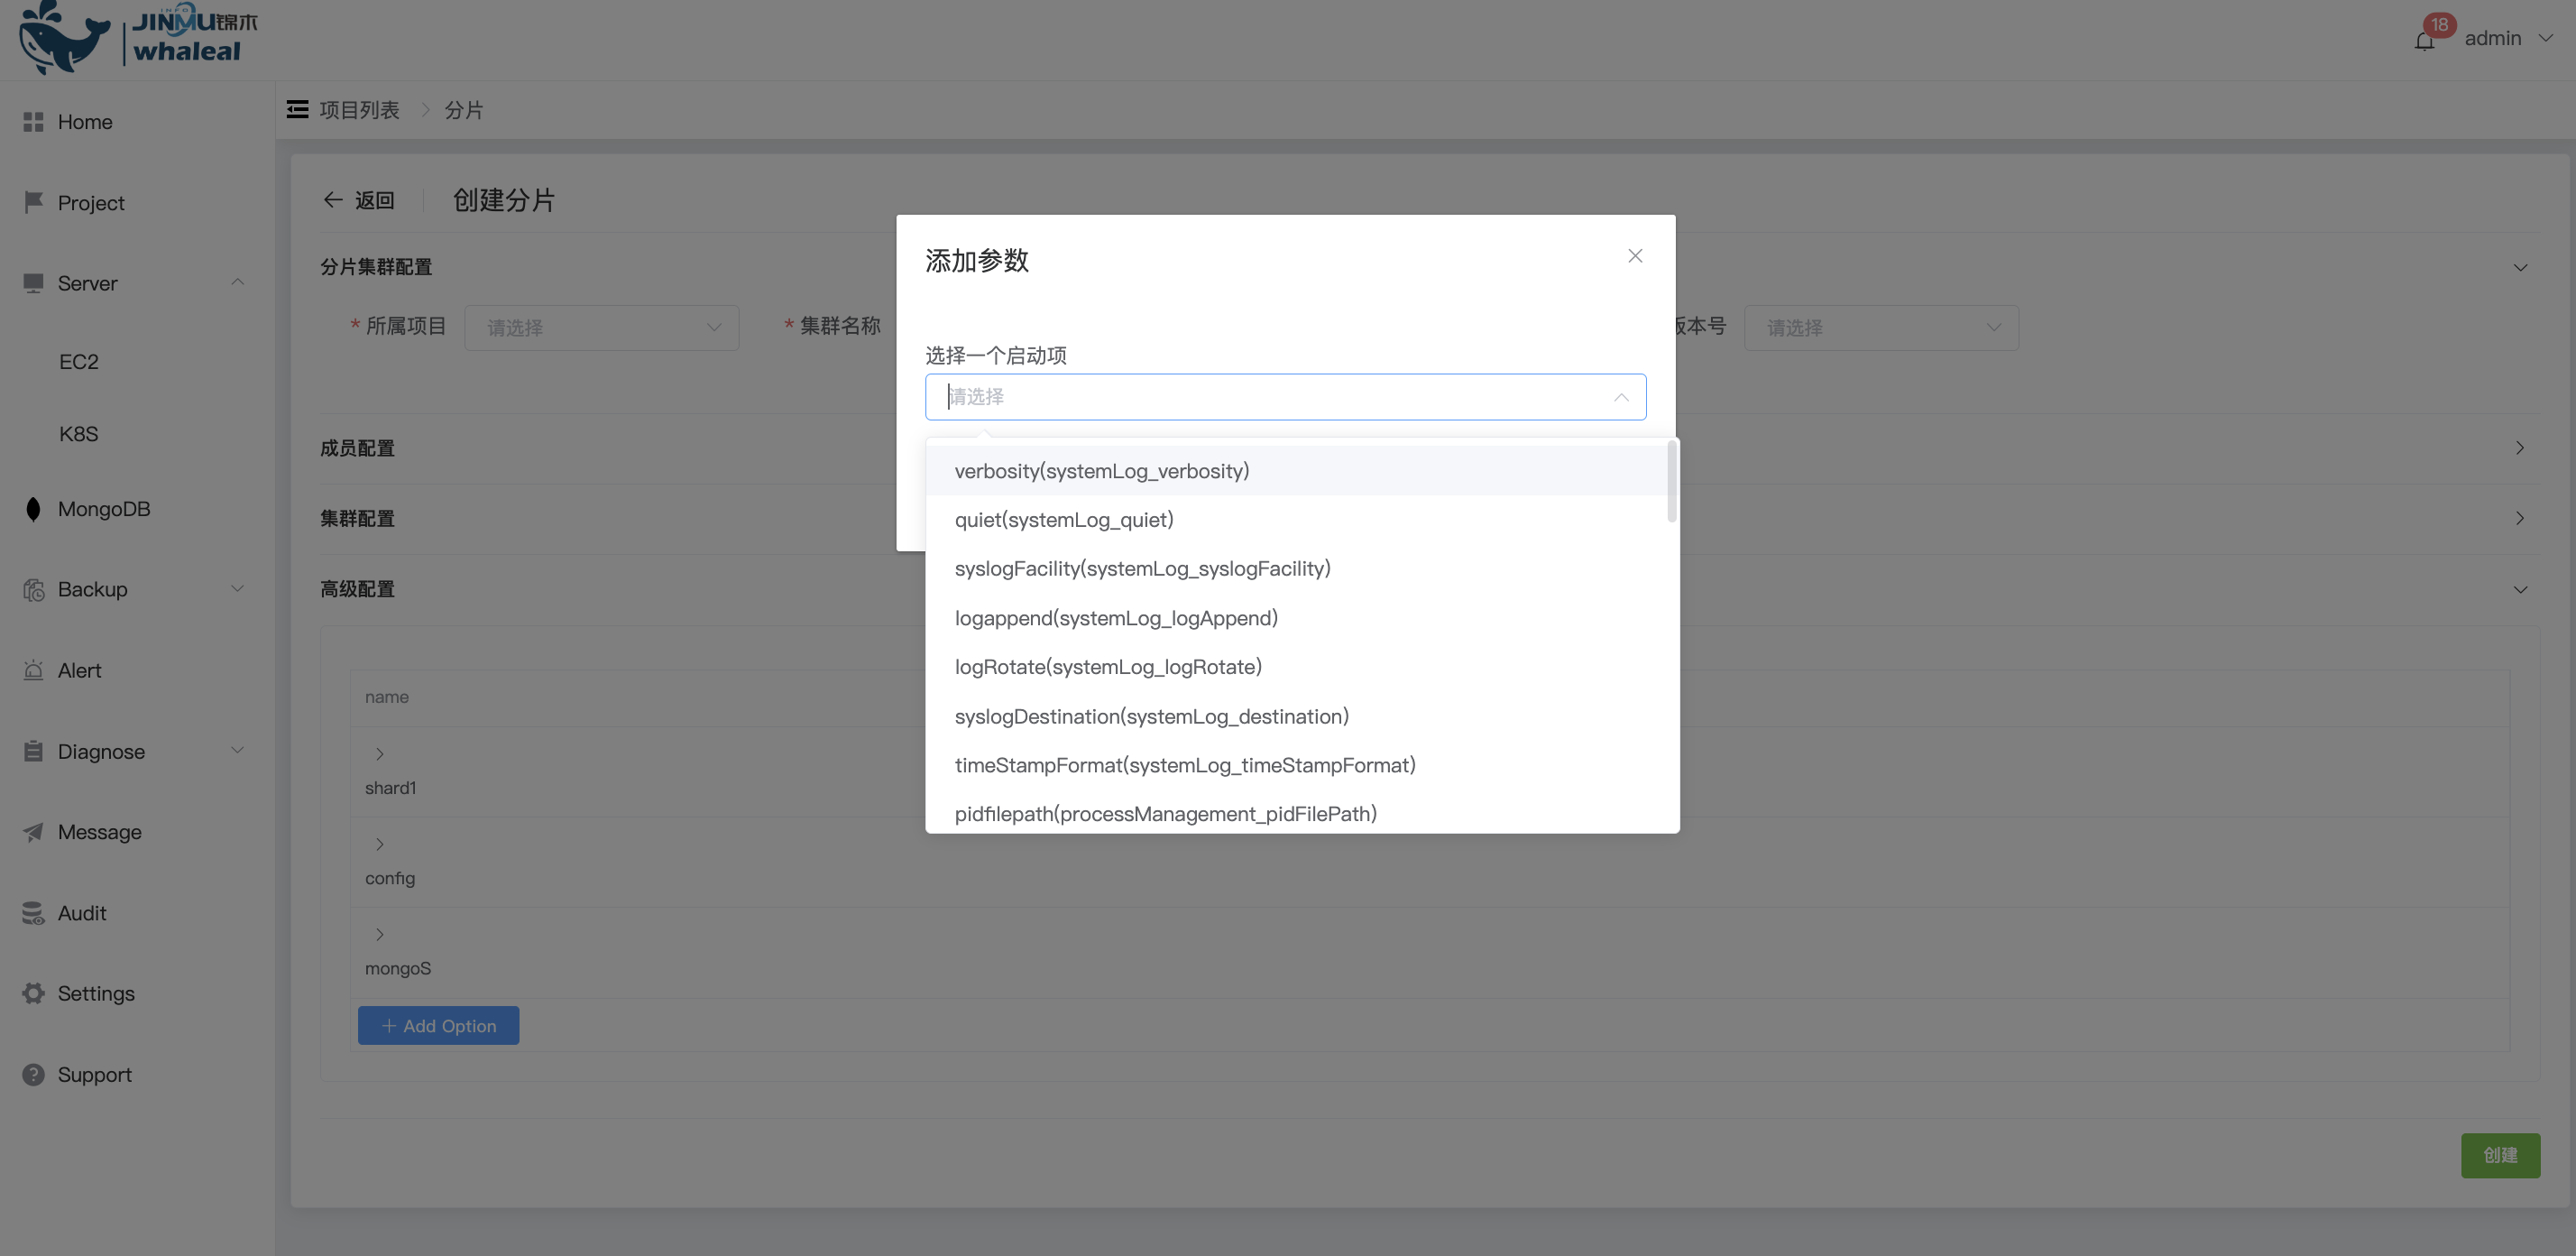 INFO
JINMU锦木
whaleal
18
admin
Home
Project
Server
EC2
K8S
MongoDB
Backup
Alert
Diagnose
Message
Audit
Settings
Support
项目列表
分片
返回
创建分片
分片集群配置
* 所属项目
请选择
* 集群名称
版本号
请选择
成员配置
集群配置
高级配置
name
shard1
config
mongoS
Add Option
创建
添加参数
选择一个启动项
请选择
verbosity(systemLog_verbosity)
quiet(systemLog_quiet)
syslogFacility(systemLog_syslogFacility)
logappend(systemLog_logAppend)
logRotate(systemLog_logRotate)
syslogDestination(systemLog_destination)
timeStampFormat(systemLog_timeStampFormat)
pidfilepath(processManagement_pidFilePath)